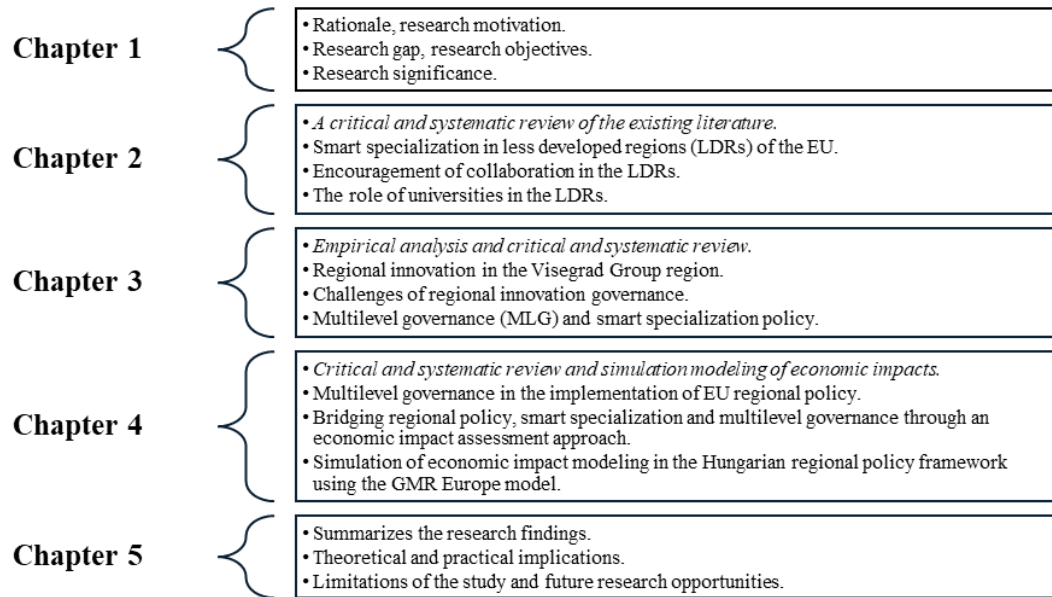 Chapter 1
• Rationale, research motivation.
• Research gap, research objectives.
• Research significance.
Chapter 2
• A critical and systematic review of the existing literature.
• Smart specialization in less developed regions (LDRs) of the EU.
• Encouragement of collaboration in the LDRs.
• The role of universities in the LDRs.
Chapter 3
• Empirical analysis and critical and systematic review.
• Regional innovation in the Visegrad Group region.
• Challenges of regional innovation governance.
• Multilevel governance (MLG) and smart specialization policy.
Chapter 4
• Critical and systematic review and simulation modeling of economic impacts.
• Multilevel governance in the implementation of EU regional policy.
• Bridging regional policy, smart specialization and multilevel governance through an
economic impact assessment approach.
• Simulation of economic impact modeling in the Hungarian regional policy framework
using the GMR Europe model.
Chapter 5
• Summarizes the research findings.
• Theoretical and practical implications.
• Limitations of the study and future research opportunities.